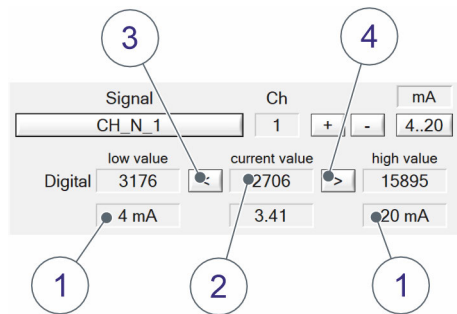 3 4
Signal Ch mA
CH_N_1 1 + - 4..20
low value current value high value
Digital 3176 < 2706 > 15895
4 mA 3.41 20 mA
1 2 1